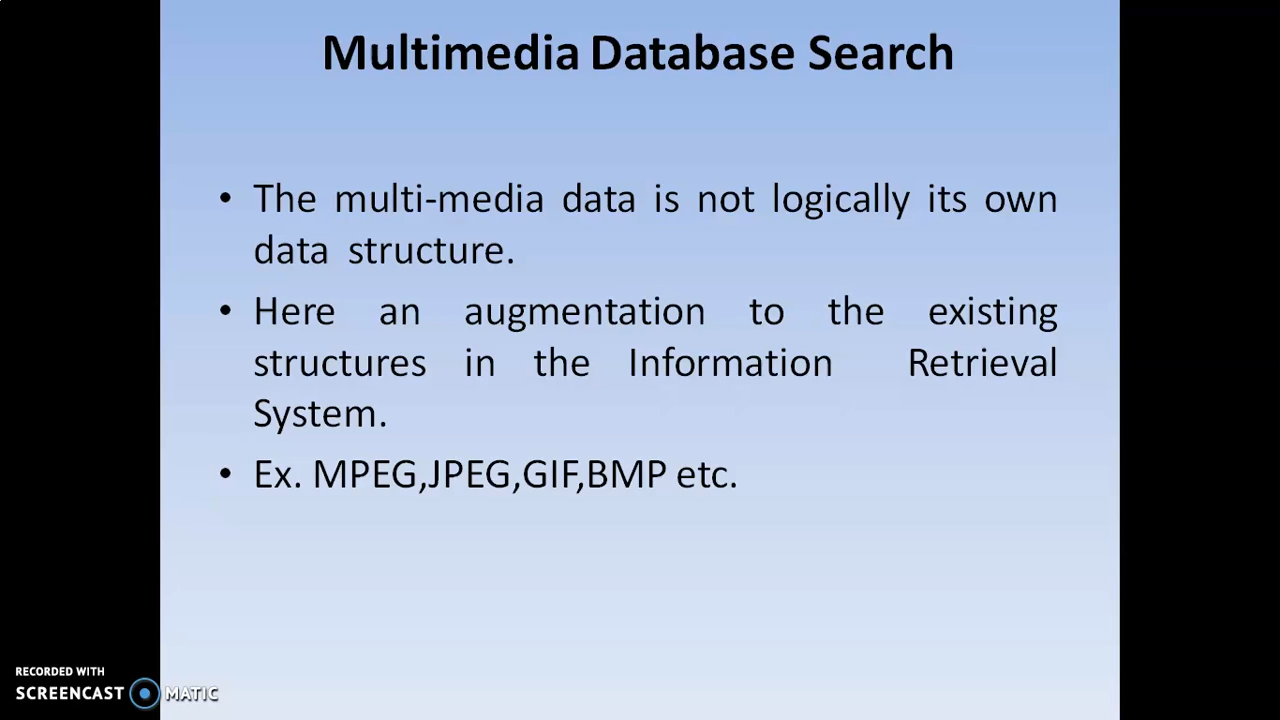 Multimedia Database Search
• The multi-media data is not logically its own
data structure.
• Here an augmentation to the existing
structures in the Information Retrieval
System.
• Ex. MPEG,JPEG,GIF,BMP etc.
RECORDED WITH
SCREENCAST MATIC